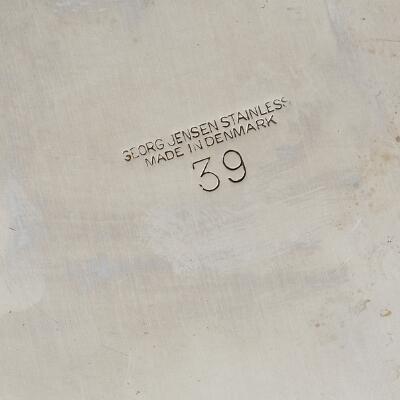 GEORG JENSEN STAINLESS
MADE IN DENMARK
39